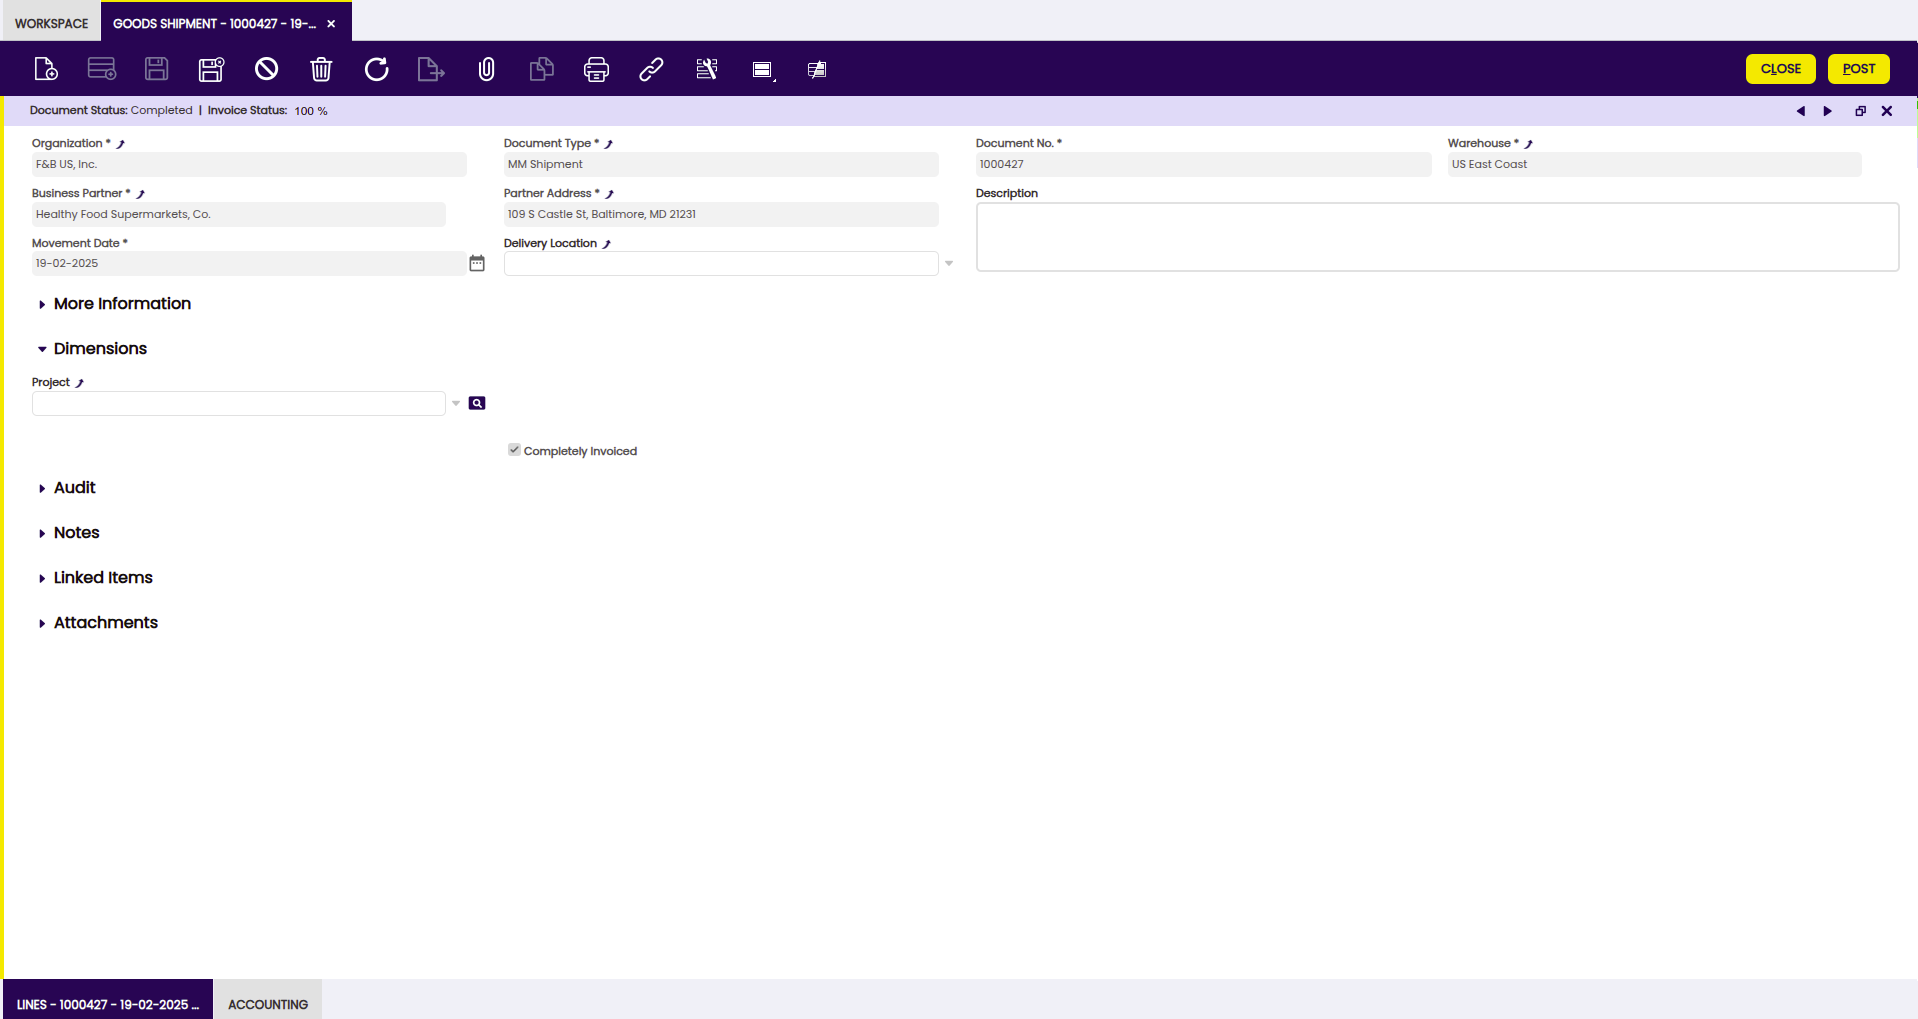 WORKSPACE
GOODS SHIPMENT - 1000427 - 19-...
CLOSE
POST
Document Status: Completed | Invoice Status: 100 %
Organization *
F&B US, Inc.
Document Type *
MM Shipment
Document No. *
1000427
Warehouse *
US East Coast
Business Partner *
Healthy Food Supermarkets, Co.
Partner Address *
109 S Castle St, Baltimore, MD 21231
Description
Movement Date *
19-02-2025
Delivery Location
More Information
Dimensions
Project
Completely Invoiced
Audit
Notes
Linked Items
Attachments
LINES - 1000427 - 19-02-2025 ...
ACCOUNTING